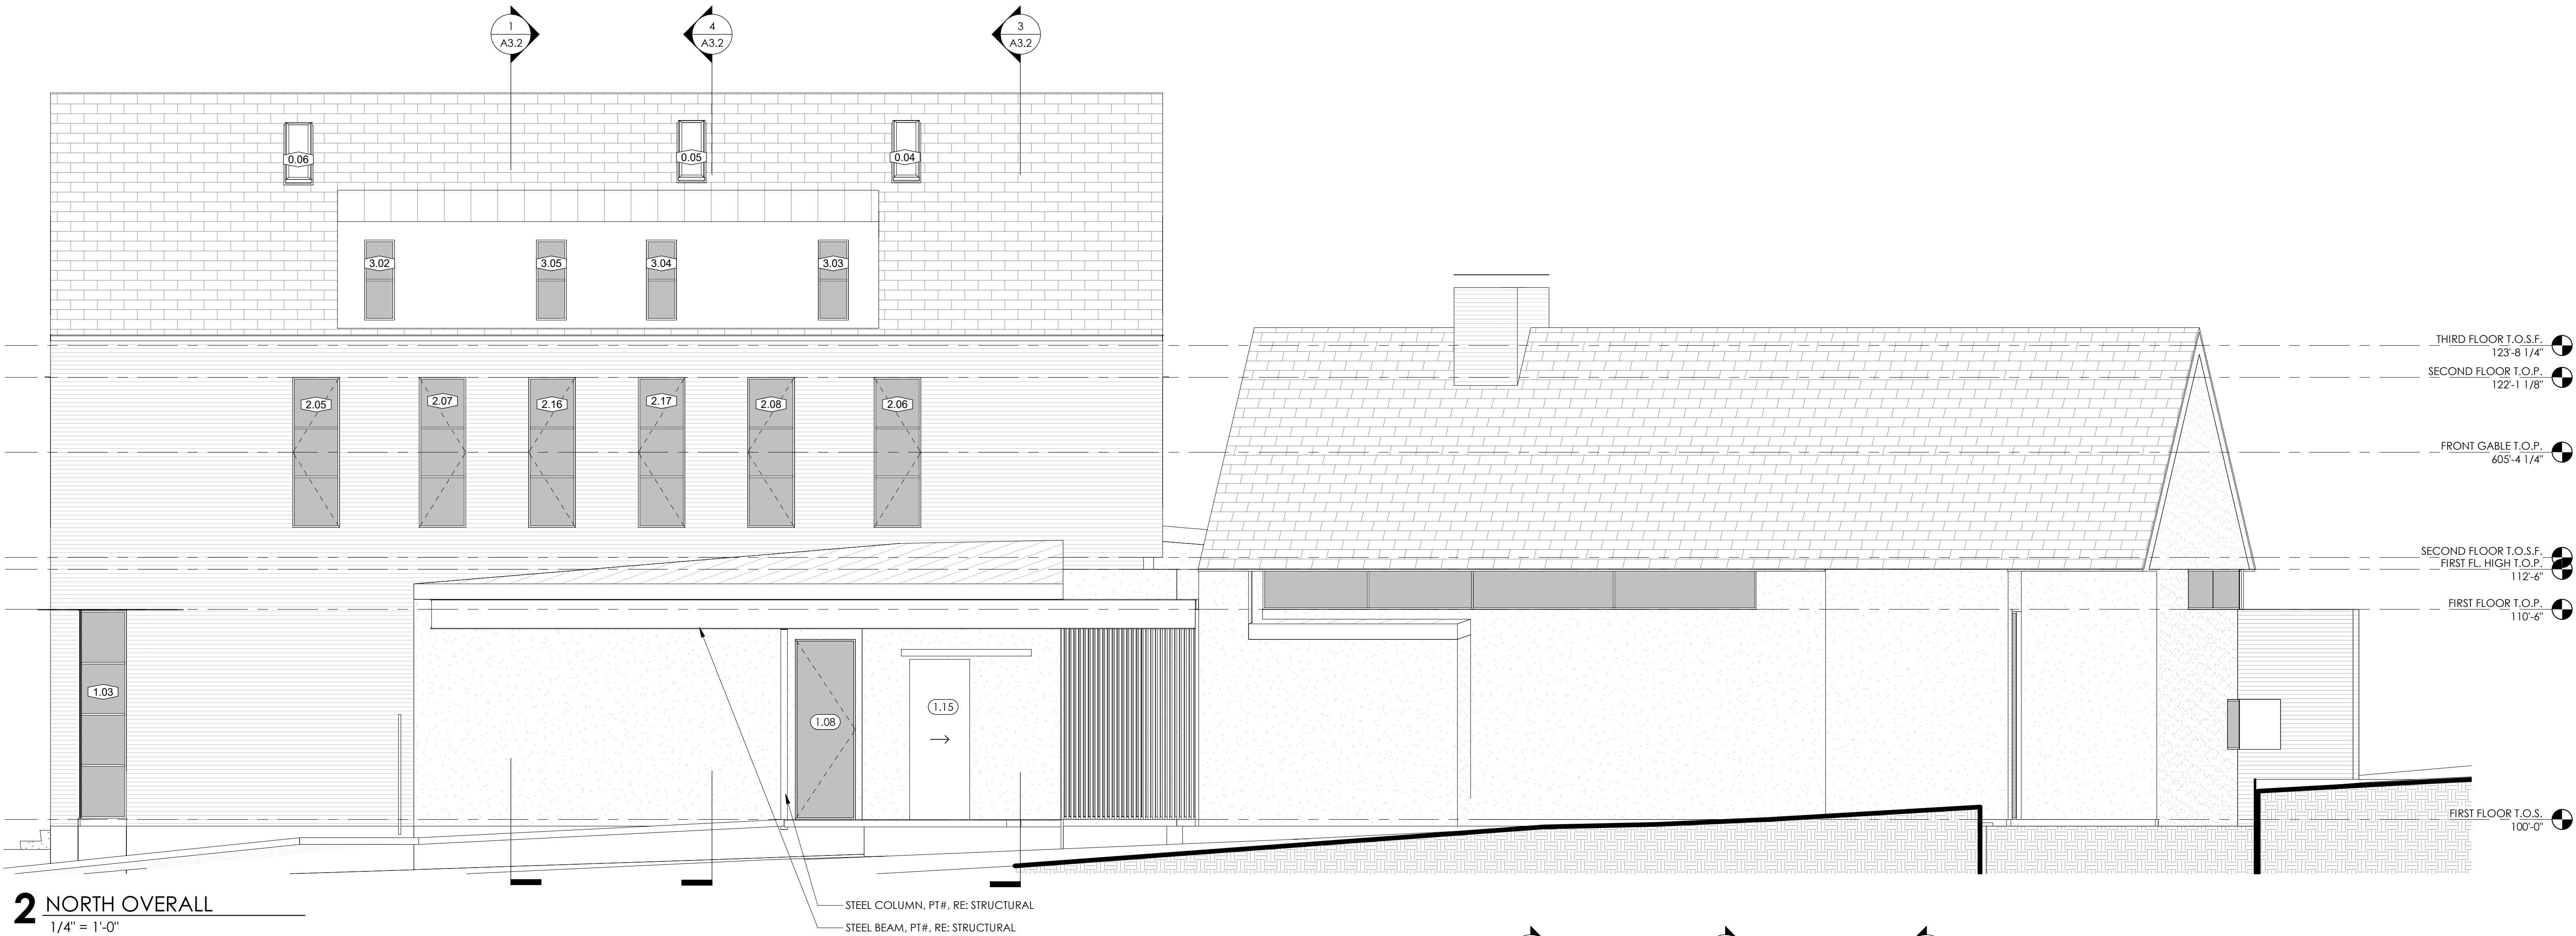 1
A3.2
4
A3.2
3
A3.2
0.06
0.05
0.04
3.02
3.05
3.04
3.03
THIRD FLOOR T.O.S.F.
123'-8 1/4"
SECOND FLOOR T.O.P.
122'-1 1/8"
2.05
2.07
2.16
2.17
2.08
2.06
FRONT GABLE T.O.P.
605'-4 1/4"
SECOND FLOOR T.O.S.F.
FIRST FL. HIGH T.O.P.
112'-6"
FIRST FLOOR T.O.P.
110'-6"
1.03
1.08
1.15
FIRST FLOOR T.O.S.
100'-0"
2 NORTH OVERALL
1/4" = 1'-0"
STEEL COLUMN, PT#, RE: STRUCTURAL
STEEL BEAM, PT#, RE: STRUCTURAL